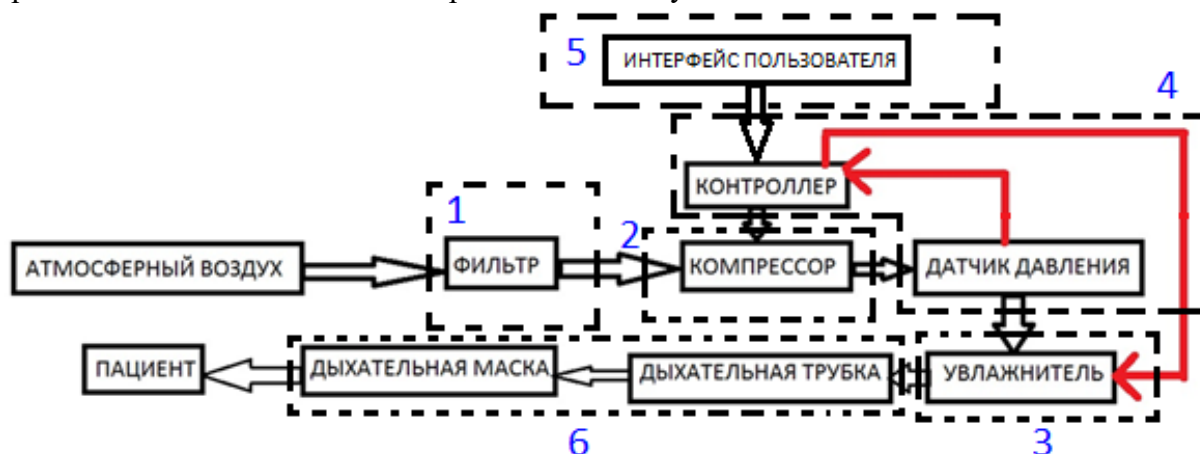 5
ИНТЕРФЕЙС ПОЛЬЗОВАТЕЛЯ
4
КОНТРОЛЛЕР
1
2
АТМОСФЕРНЫЙ ВОЗДУХ
ФИЛЬТР
КОМПРЕССОР
ДАТЧИК ДАВЛЕНИЯ
ПАЦИЕНТ
ДЫХАТЕЛЬНАЯ МАСКА
ДЫХАТЕЛЬНАЯ ТРУБКА
УВЛАЖНИТЕЛЬ
6
3